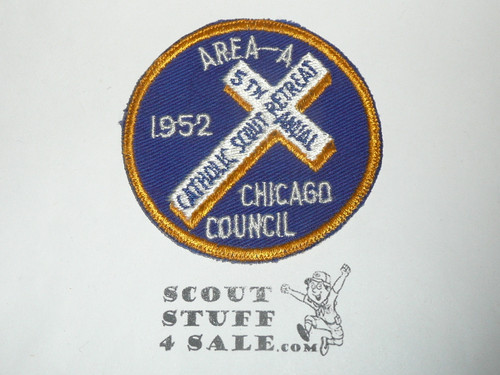 AREA-A
5TH
ANNUAL
CATHOLIC SCOUT RETREAT
1952
CHICAGO
COUNCIL
SCOUT
STUFF
4 SALE.COM